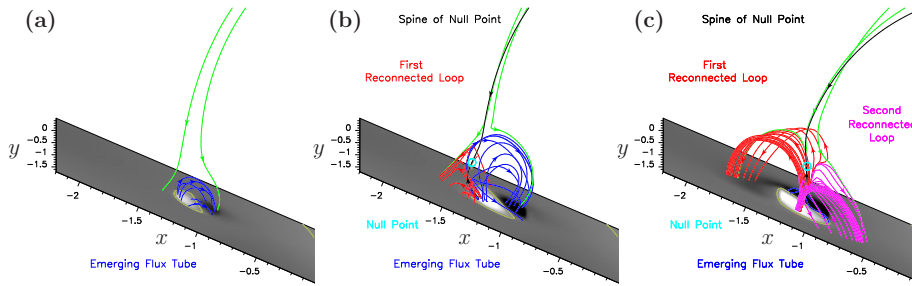 (a)
0
-0.5
-1
-1.5
y
-2
-1.5
x
-1
-0.5
Emerging Flux Tube
(b)
Spine of Null Point
First
Reconnected Loop
0
-0.5
-1
-1.5
y
-2
-1.5
x
-1
-0.5
Null Point
Emerging Flux Tube
(c)
Spine of Null Point
First
Reconnected Loop
Second
Reconnected
Loop
0
-0.5
-1
-1.5
y
-2
-1.5
x
-1
-0.5
Null Point
Emerging Flux Tube